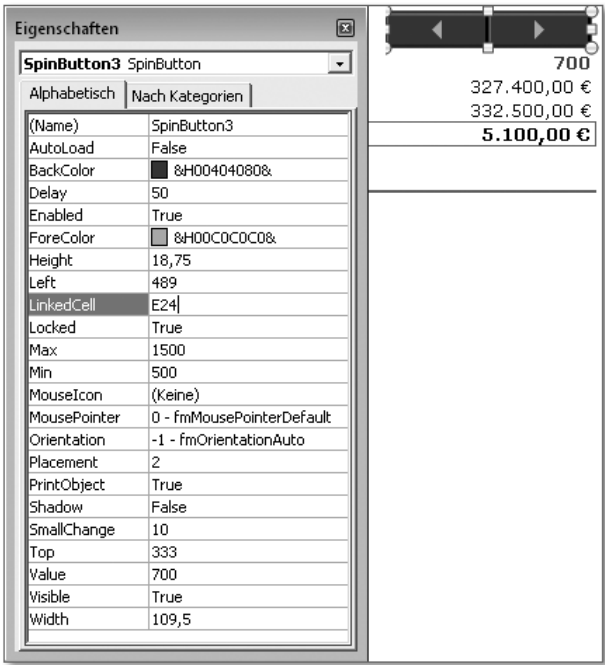 Eigenschaften
SpinButton3 SpinButton
Alphabetisch Nach Kategorien
(Name) SpinButton3
AutoLoad False
BackColor &H00404080&
Delay 50
Enabled True
ForeColor &H00C0C0C0&
Height 18,75
Left 489
LinkedCell E24
Locked True
Max 1500
Min 500
MouseIcon (Keine)
MousePointer 0 - fmMousePointerDefault
Orientation -1 - fmOrientationAuto
Placement 2
PrintObject True
Shadow False
SmallChange 10
Top 333
Value 700
Visible True
Width 109,5
700
327.400,00 €
332.500,00 €
5.100,00 €